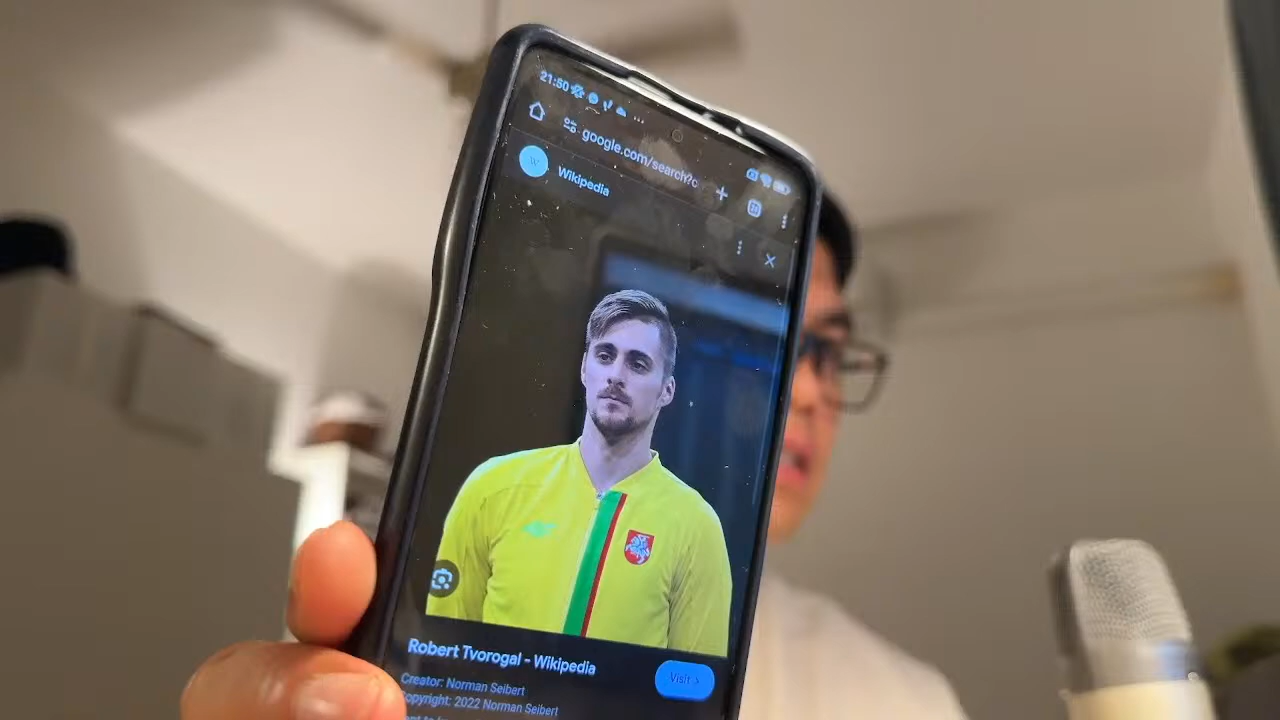 21:50
google.com/search?c
W
Wikipedia
Robert Tvorogal - Wikipedia
Visit >
Creator: Norman Seibert
Copyright: 2022 Norman Seibert